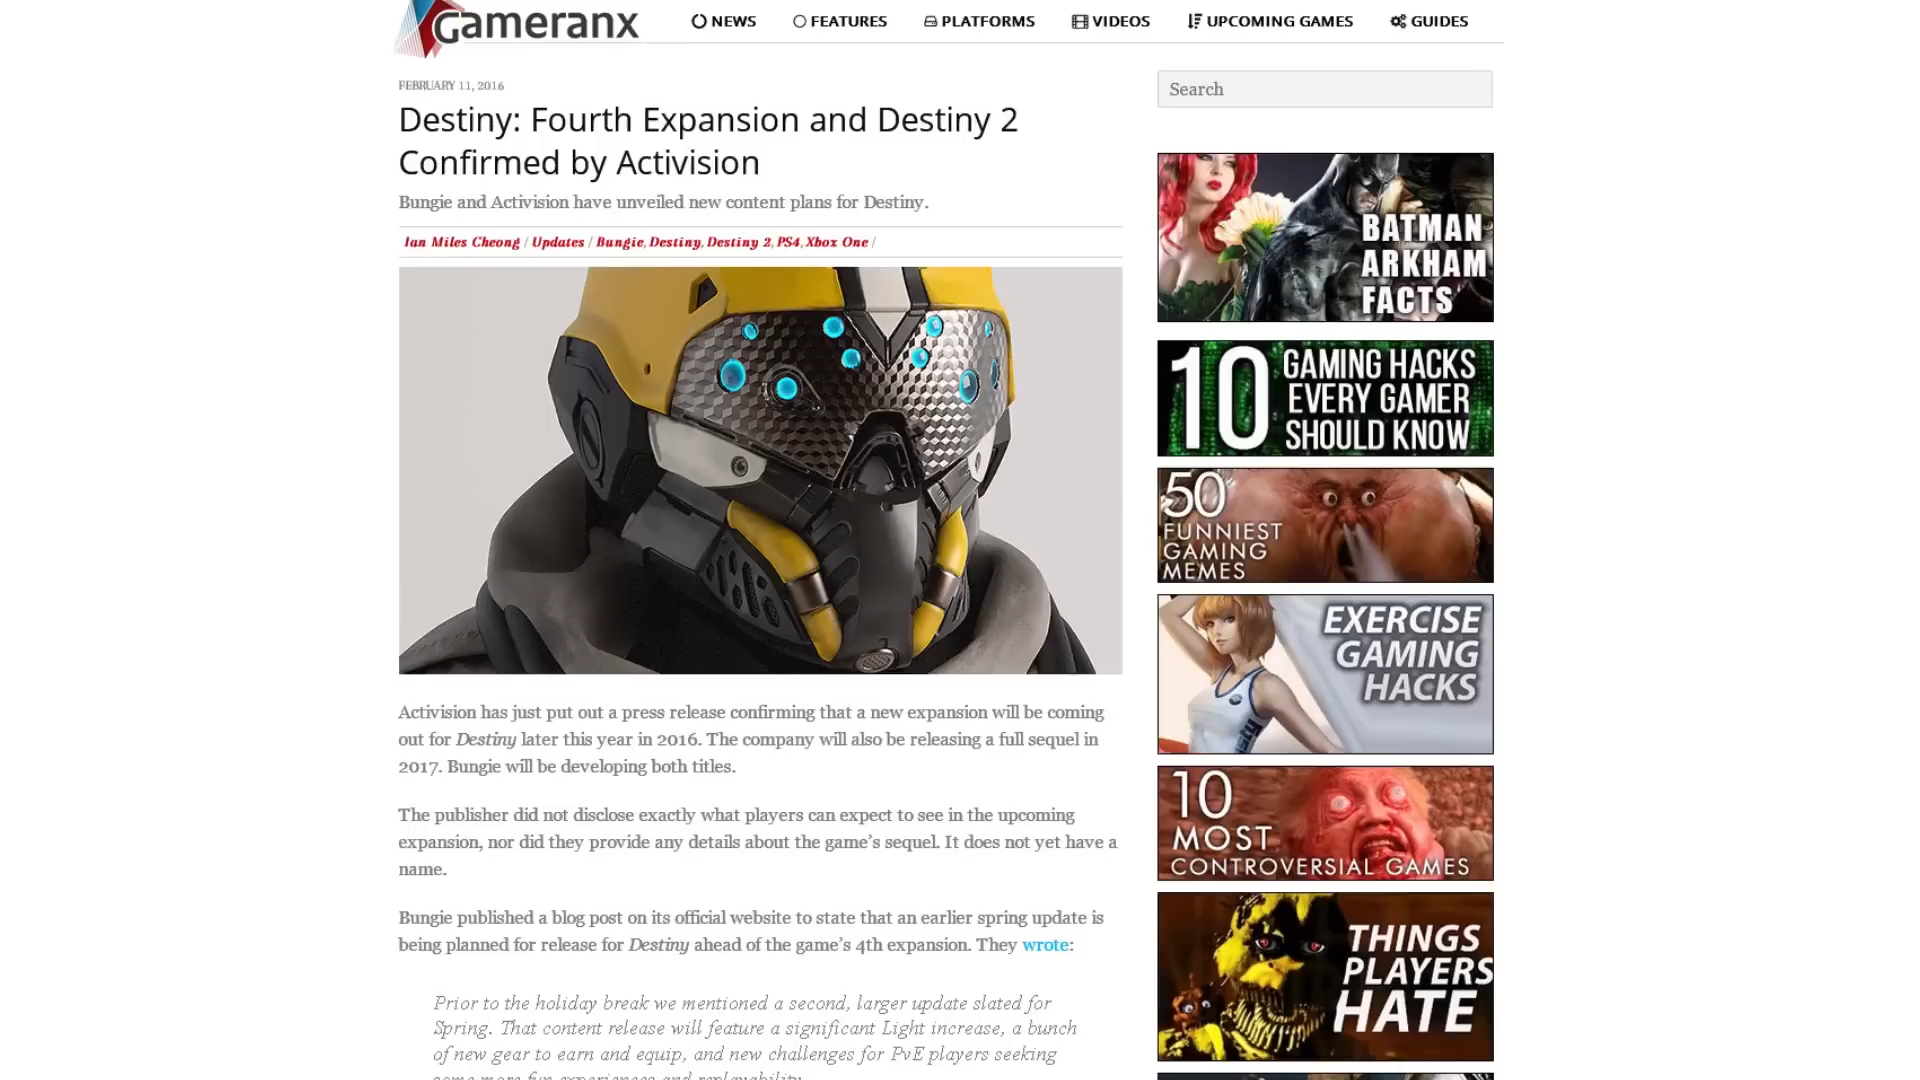 Gameranx
NEWS
FEATURES
PLATFORMS
VIDEOS
UPCOMING GAMES
GUIDES
FEBRUARY 11, 2016
Destiny: Fourth Expansion and Destiny 2
Confirmed by Activision
Bungie and Activision have unveiled new content plans for Destiny.
Ian Miles Cheong / Updates / Bungie, Destiny, Destiny 2, PS4, Xbox One /
Activision has just put out a press release confirming that a new expansion will be coming
out for Destiny later this year in 2016. The company will also be releasing a full sequel in
2017. Bungie will be developing both titles.
The publisher did not disclose exactly what players can expect to see in the upcoming
expansion, nor did they provide any details about the game’s sequel. It does not yet have a
name.
Bungie published a blog post on its official website to state that an earlier spring update is
being planned for release for Destiny ahead of the game’s 4th expansion. They wrote:
Prior to the holiday break we mentioned a second, larger update slated for
Spring. That content release will feature a significant Light increase, a bunch
of new gear to earn and equip, and new challenges for PvE players seeking
some more fun experiences and replayability.
Search
BATMAN
ARKHAM
FACTS
10 GAMING HACKS
EVERY GAMER
SHOULD KNOW
50
FUNNIEST
GAMING
MEMES
EXERCISE
GAMING
HACKS
10
MOST
CONTROVERSIAL GAMES
THINGS
PLAYERS
HATE